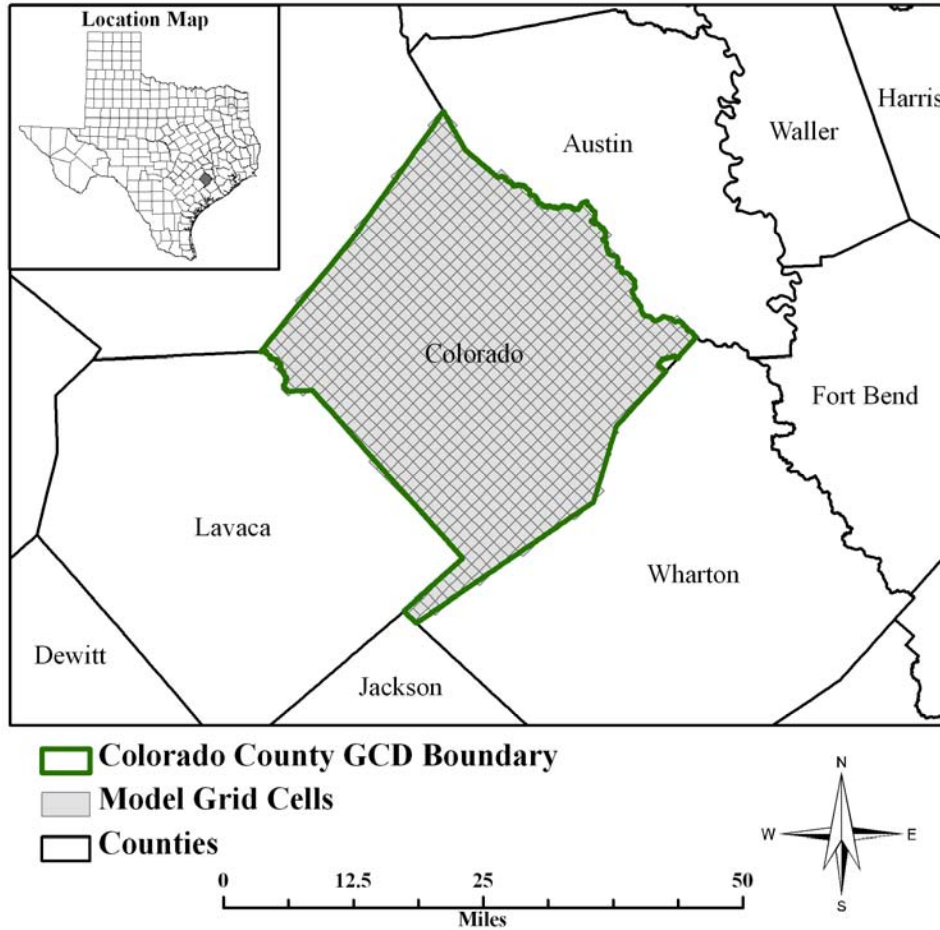 Location Map
Harris
Waller
Austin
Colorado
Fort Bend
Lavaca
Wharton
Dewitt
Jackson
Colorado County GCD Boundary
Model Grid Cells
Counties
N
W
E
S
0 12.5 25 50
Miles